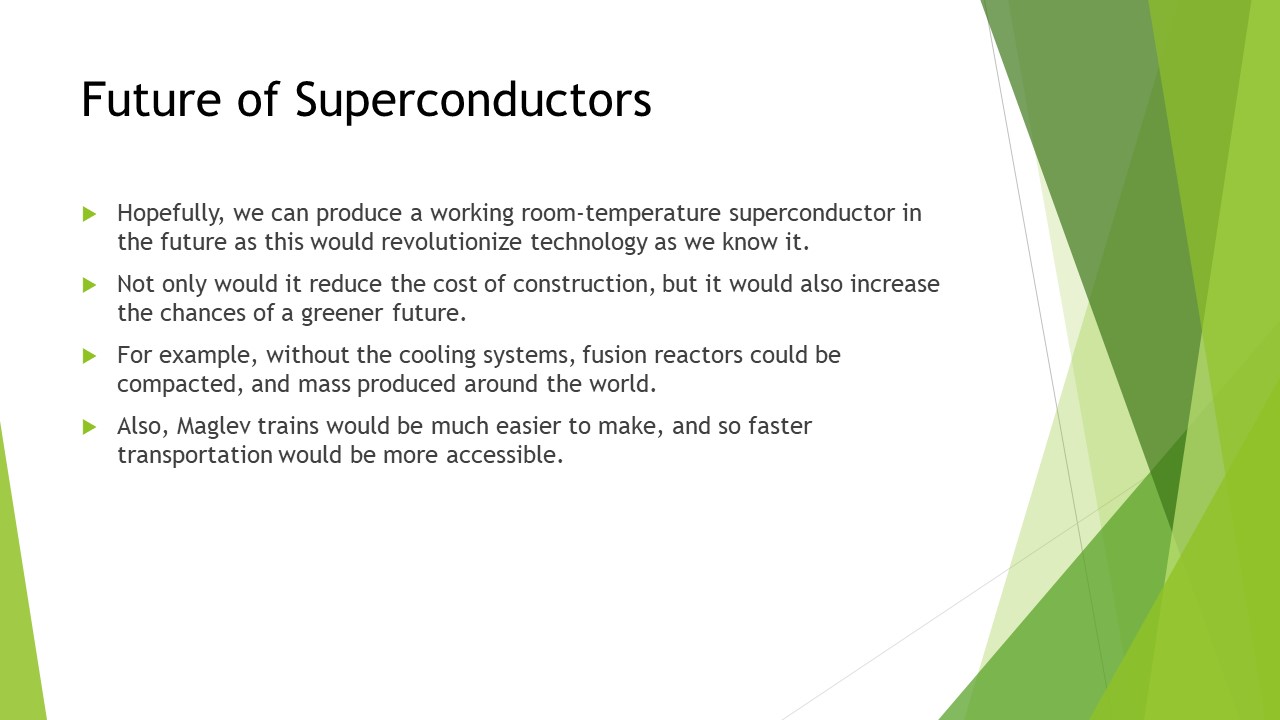 Future of Superconductors
Hopefully, we can produce a working room-temperature superconductor in
the future as this would revolutionize technology as we know it.
Not only would it reduce the cost of construction, but it would also increase
the chances of a greener future.
For example, without the cooling systems, fusion reactors could be
compacted, and mass produced around the world.
Also, Maglev trains would be much easier to make, and so faster
transportation would be more accessible.